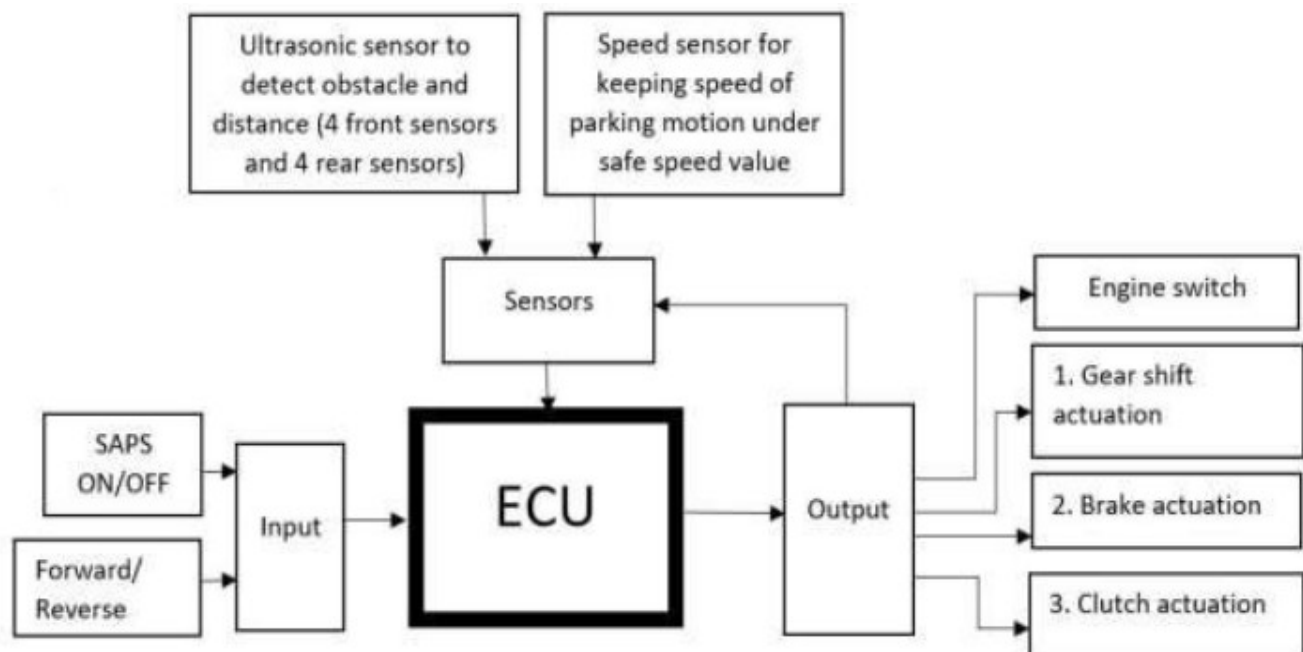 Ultrasonic sensor to
detect obstacle and
distance (4 front sensors
and 4 rear sensors)
Speed sensor for
keeping speed of
parking motion under
safe speed value
Sensors
Engine switch
1. Gear shift
actuation
SAPS
ON/OFF
Input
ECU
Output
2. Brake actuation
Forward/
Reverse
3. Clutch actuation